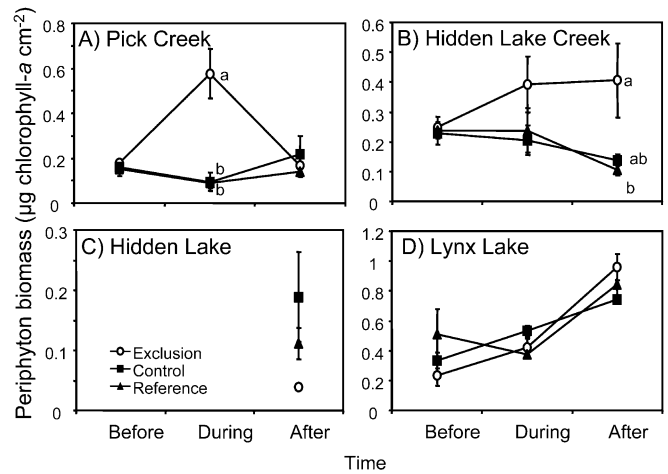 Periphyton biomass (µg chlorophyll-a cm-2)
A) Pick Creek
0.8
0.6
0.4
0.2
0
a
b
b
B) Hidden Lake Creek
0.6
0.5
0.4
0.3
0.2
0.1
0
a
ab
b
C) Hidden Lake
0.3
0.2
0.1
0
Exclusion
Control
Reference
Before During After
D) Lynx Lake
1.2
1
0.8
0.6
0.4
0.2
0
Before During After
Time